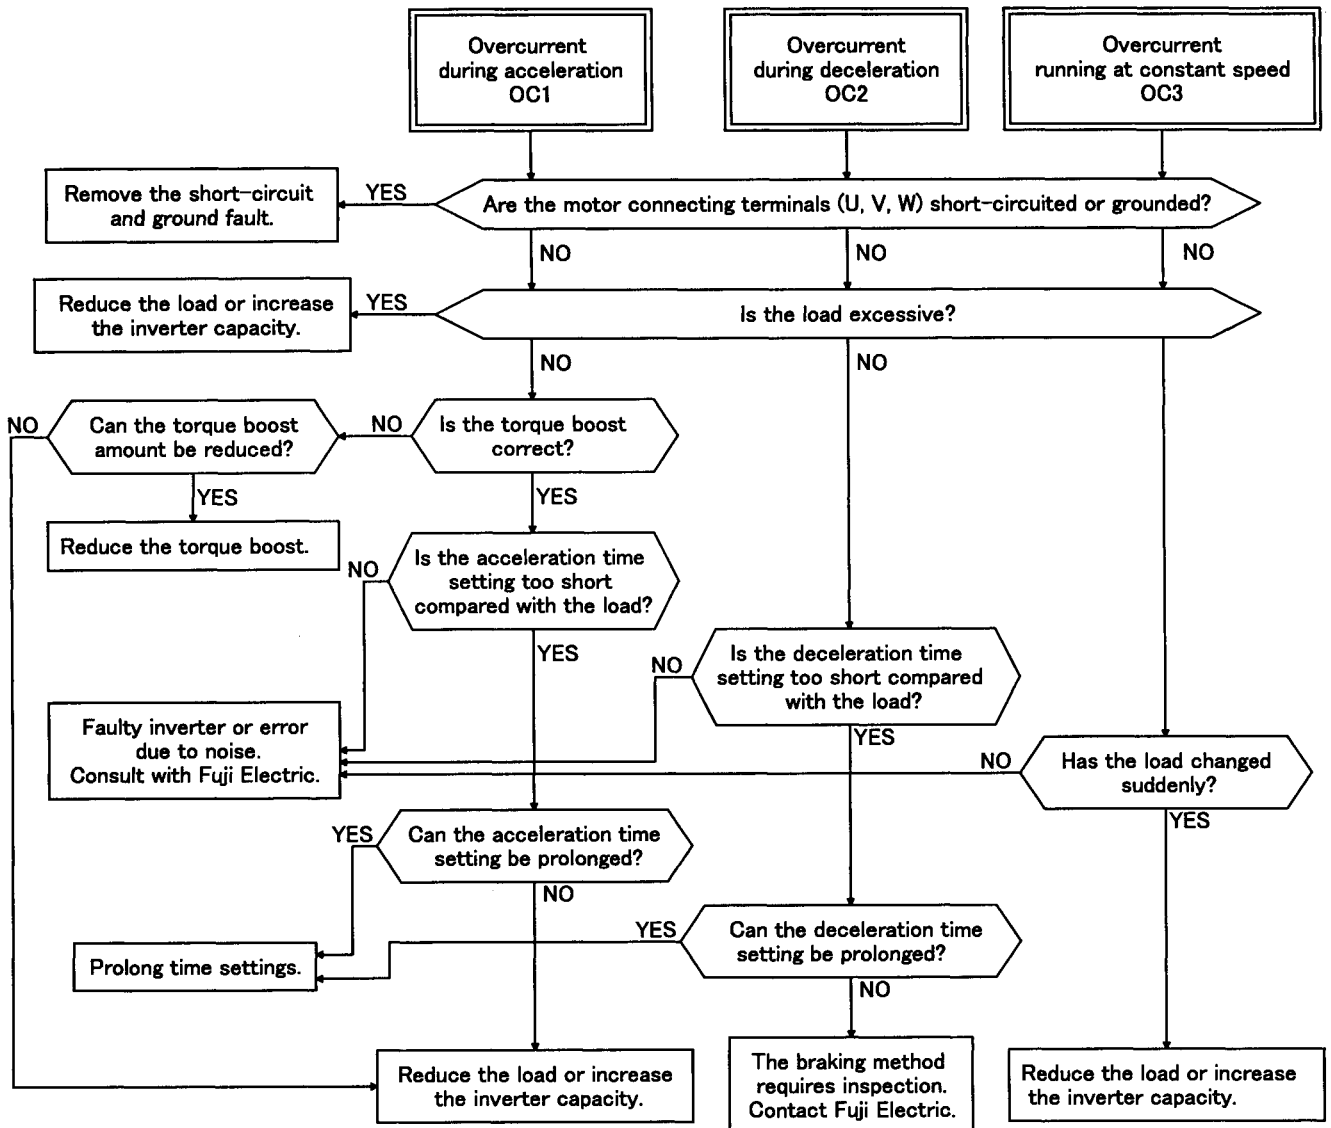 Overcurrent
during acceleration
OC1
Overcurrent
during deceleration
OC2
Overcurrent
running at constant speed
OC3
Remove the short-circuit
and ground fault.
YES
Are the motor connecting terminals (U, V, W) short-circuited or grounded?
NO
NO
NO
Reduce the load or increase
the inverter capacity.
YES
Is the load excessive?
NO
NO
NO
Can the torque boost
amount be reduced?
NO
Is the torque boost
correct?
YES
YES
Reduce the torque boost.
NO
Is the acceleration time
setting too short
compared with the load?
YES
NO
Is the deceleration time
setting too short compared
with the load?
YES
Faulty inverter or error
due to noise.
Consult with Fuji Electric.
NO
Has the load changed
suddenly?
YES
YES
Can the acceleration time
setting be prolonged?
NO
YES
Can the deceleration time
setting be prolonged?
NO
Prolong time settings.
Reduce the load or increase
the inverter capacity.
The braking method
requires inspection.
Contact Fuji Electric.
Reduce the load or increase
the inverter capacity.